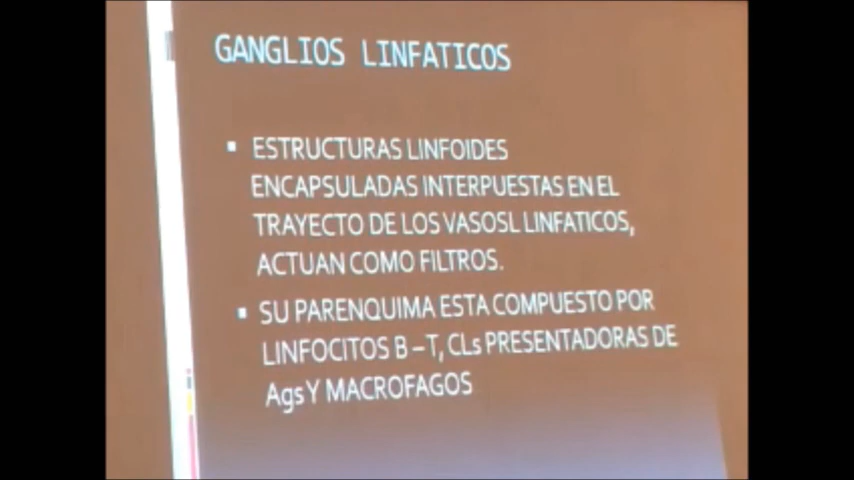 GANGLIOS LINFATICOS
▪ ESTRUCTURAS LINFOIDES
ENCAPSULADAS INTERPUESTAS EN EL
TRAYECTO DE LOS VASOSL LINFATICOS,
ACTUAN COMO FILTROS.
▪ SU PARENQUIMA ESTA COMPUESTO POR
LINFOCITOS B – T, CLs PRESENTADORAS DE
Ags Y MACROFAGOS